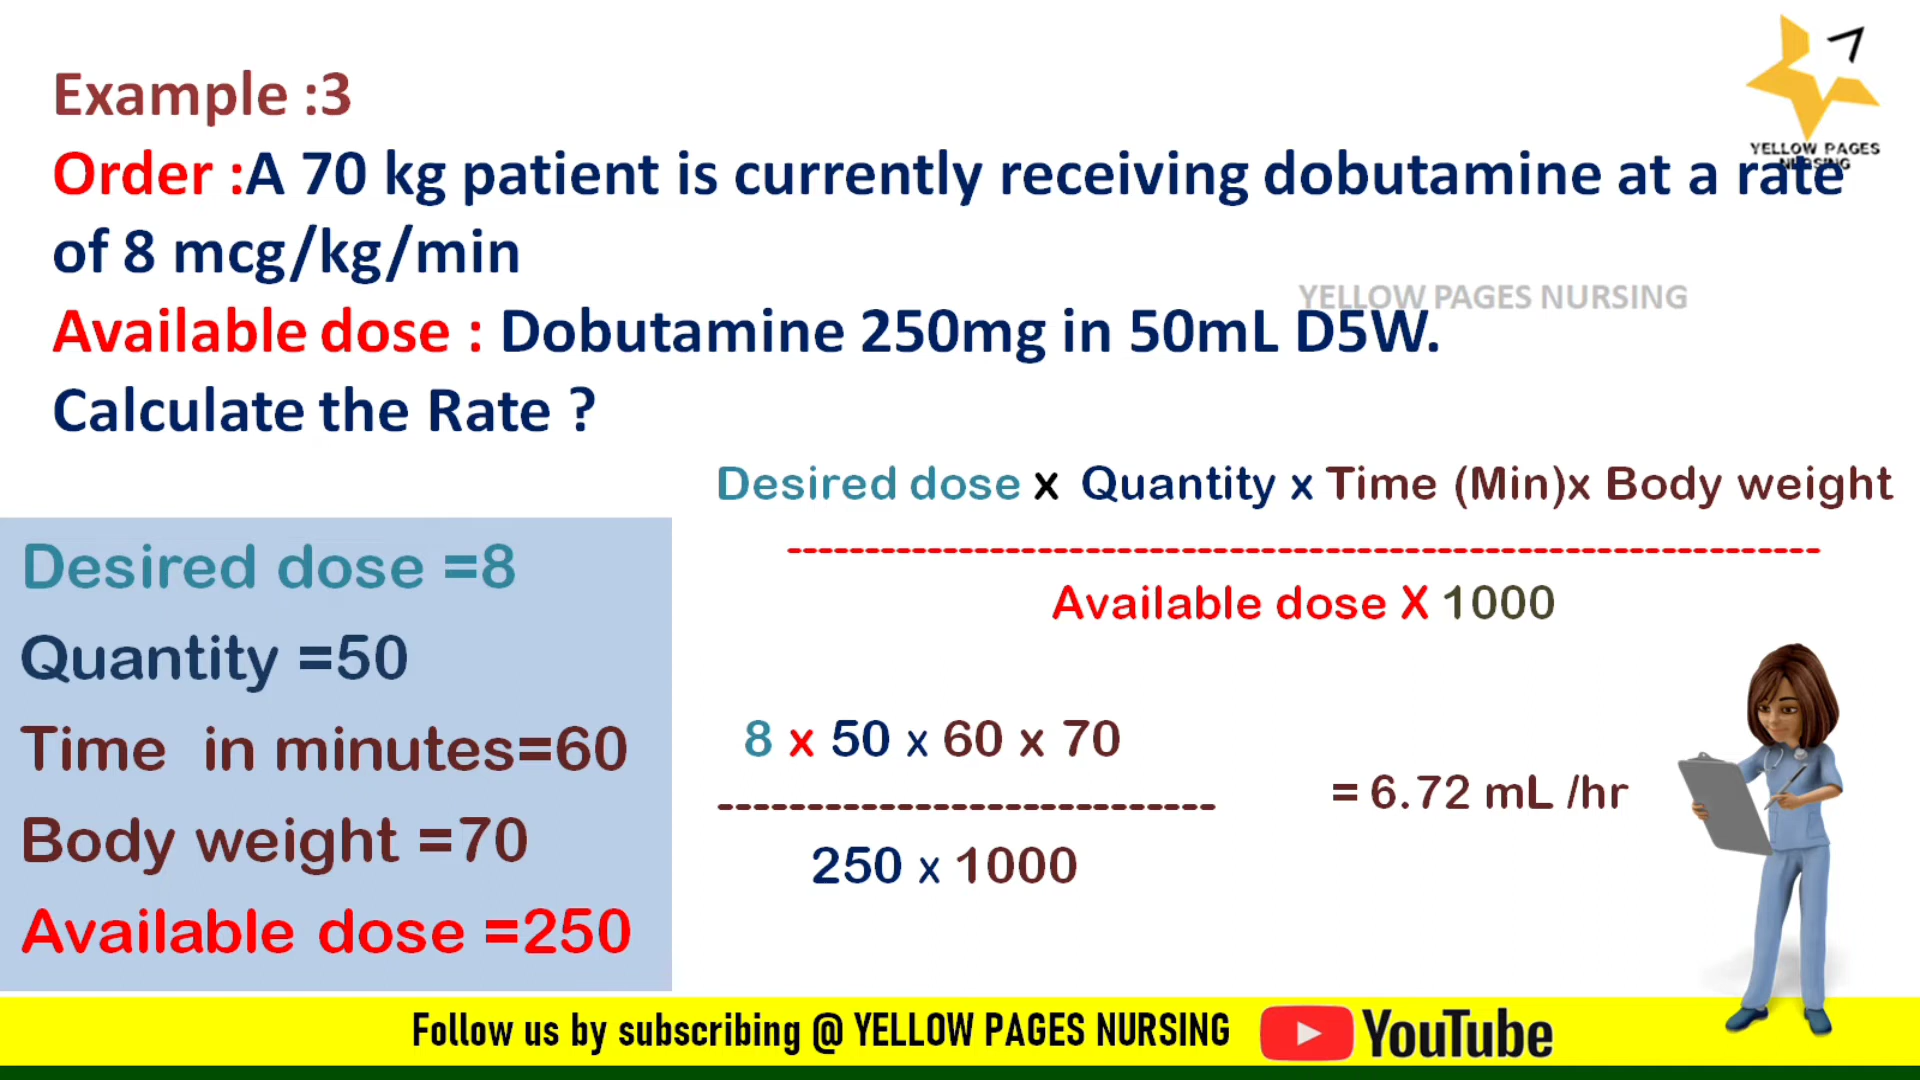 Example :3
YELLOW PAGES
NURSING
Order :A 70 kg patient is currently receiving dobutamine at a rate
of 8 mcg/kg/min
YELLOW PAGES NURSING
Available dose : Dobutamine 250mg in 50mL D5W.
Calculate the Rate ?
Desired dose x Quantity x Time (Min)x Body weight
--------------------------------------------------------------------
Available dose X 1000
Desired dose =8
Quantity =50
Time in minutes=60
Body weight =70
Available dose =250
8 x 50 x 60 x 70
----------------------------
250 x 1000
= 6.72 mL /hr
Follow us by subscribing @ YELLOW PAGES NURSING YouTube